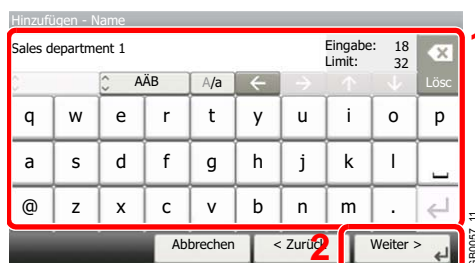 Hinzufügen - Name
Sales department 1 Eingabe: 18
Limit: 32
AÄB A/a Lösc
q w e r t y u i o p
a s d f g h j k l
@ z x c v b n m .
Abbrechen < Zurück Weiter >
1
2